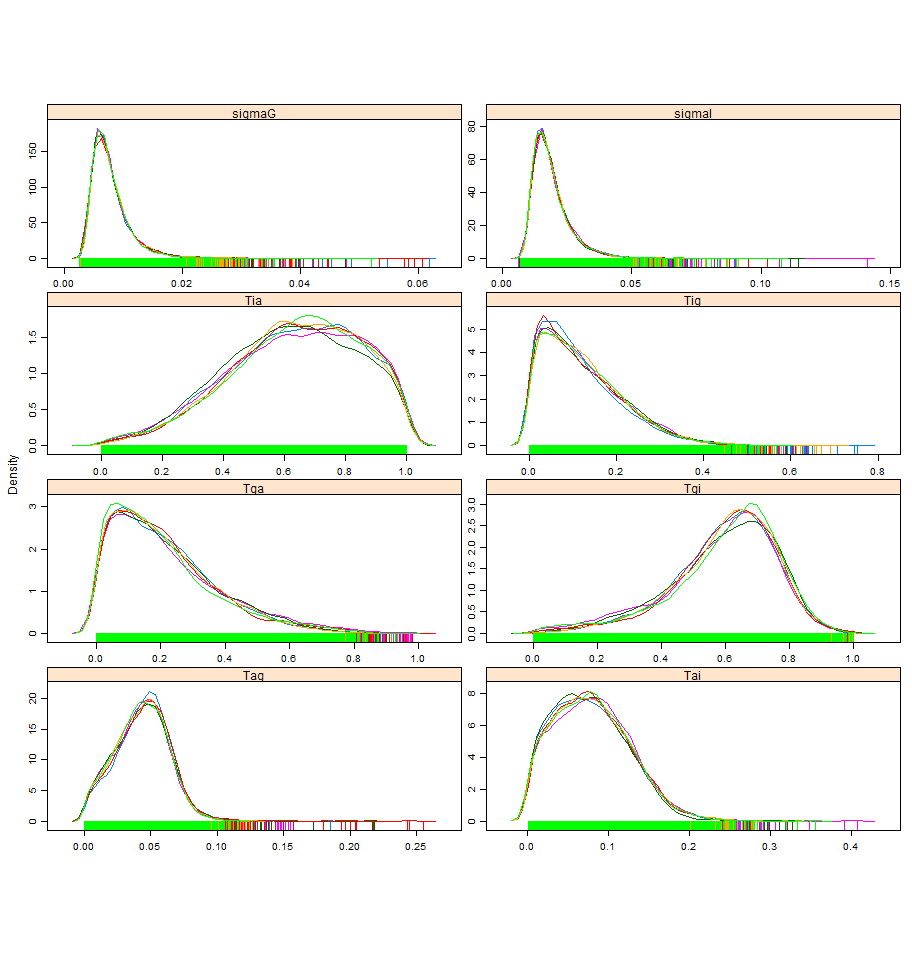 sigmaG
sigmaI
0 50 100 150
0 20 40 60 80
0.00 0.02 0.04 0.06
0.00 0.05 0.10 0.15
Tia
Tig
0.0 0.5 1.0 1.5
0 1 2 3 4 5
0.0 0.2 0.4 0.6 0.8 1.0
0.0 0.2 0.4 0.6 0.8
Density
Tga
Tgi
0 1 2 3
0.0 0.5 1.0 1.5 2.0 2.5 3.0
0.0 0.2 0.4 0.6 0.8 1.0
0.0 0.2 0.4 0.6 0.8 1.0
Tag
Tai
0 5 10 15 20
0 2 4 6 8
0.00 0.05 0.10 0.15 0.20 0.25
0.0 0.1 0.2 0.3 0.4